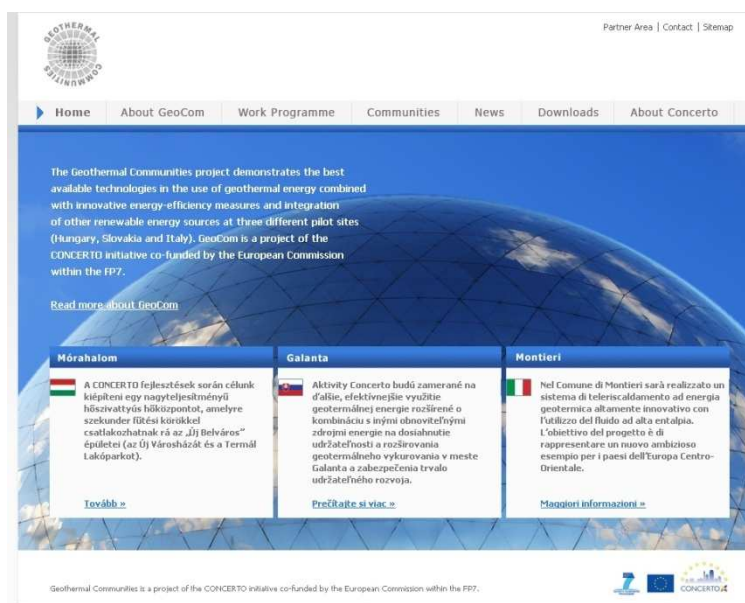 GEOTHERMAL COMMUNITIES
Partner Area | Contact | Sitemap
Home About GeoCom Work Programme Communities News Downloads About Concerto
The Geothermal Communities project demonstrates the best
available technologies in the use of geothermal energy combined
with innovative energy-efficiency measures and integration
of other renewable energy sources at three different pilot sites
(Hungary, Slovakia and Italy). GeoCom is a project of the
CONCERTO initiative co-funded by the European Commission
within the FP7.
Read more about GeoCom
Mórahalom
A CONCERTO fejlesztések során célunk
kiépíteni egy nagyteljesítményű
hőszivattyús hőközpontot, amelyre
szekunder fűtési körökkel
csatlakozhatnak rá az „Új Belváros"
épületei (az Új Városházát és a Termál
Lakóparkot).
Tovább »
Galanta
Aktivity Concerto budú zamerané na
ďalšie, efektívnejšie využitie
geotermálnej energie rozšírené o
kombináciu s inými obnoviteľnými
zdrojmi energie na dosiahnutie
udržateľnosti a rozširovania
geotermálneho vykurovania v meste
Galanta a zabezpečenia trvalo
udržateľného rozvoja.
Prečítajte si viac »
Montieri
Nel Comune di Montieri sarà realizzato un
sistema di teleriscaldamento ad energia
geotermica altamente innovativo con
l'utilizzo del fluido ad alta entalpia.
L'obiettivo del progetto è di
rappresentare un nuovo ambizioso
esempio per i paesi dell'Europa Centro-
Orientale.
Maggiori informazioni »
Geothermal Communities is a project of the CONCERTO initiative co-funded by the European Commission within the FP7.
CONCERTO